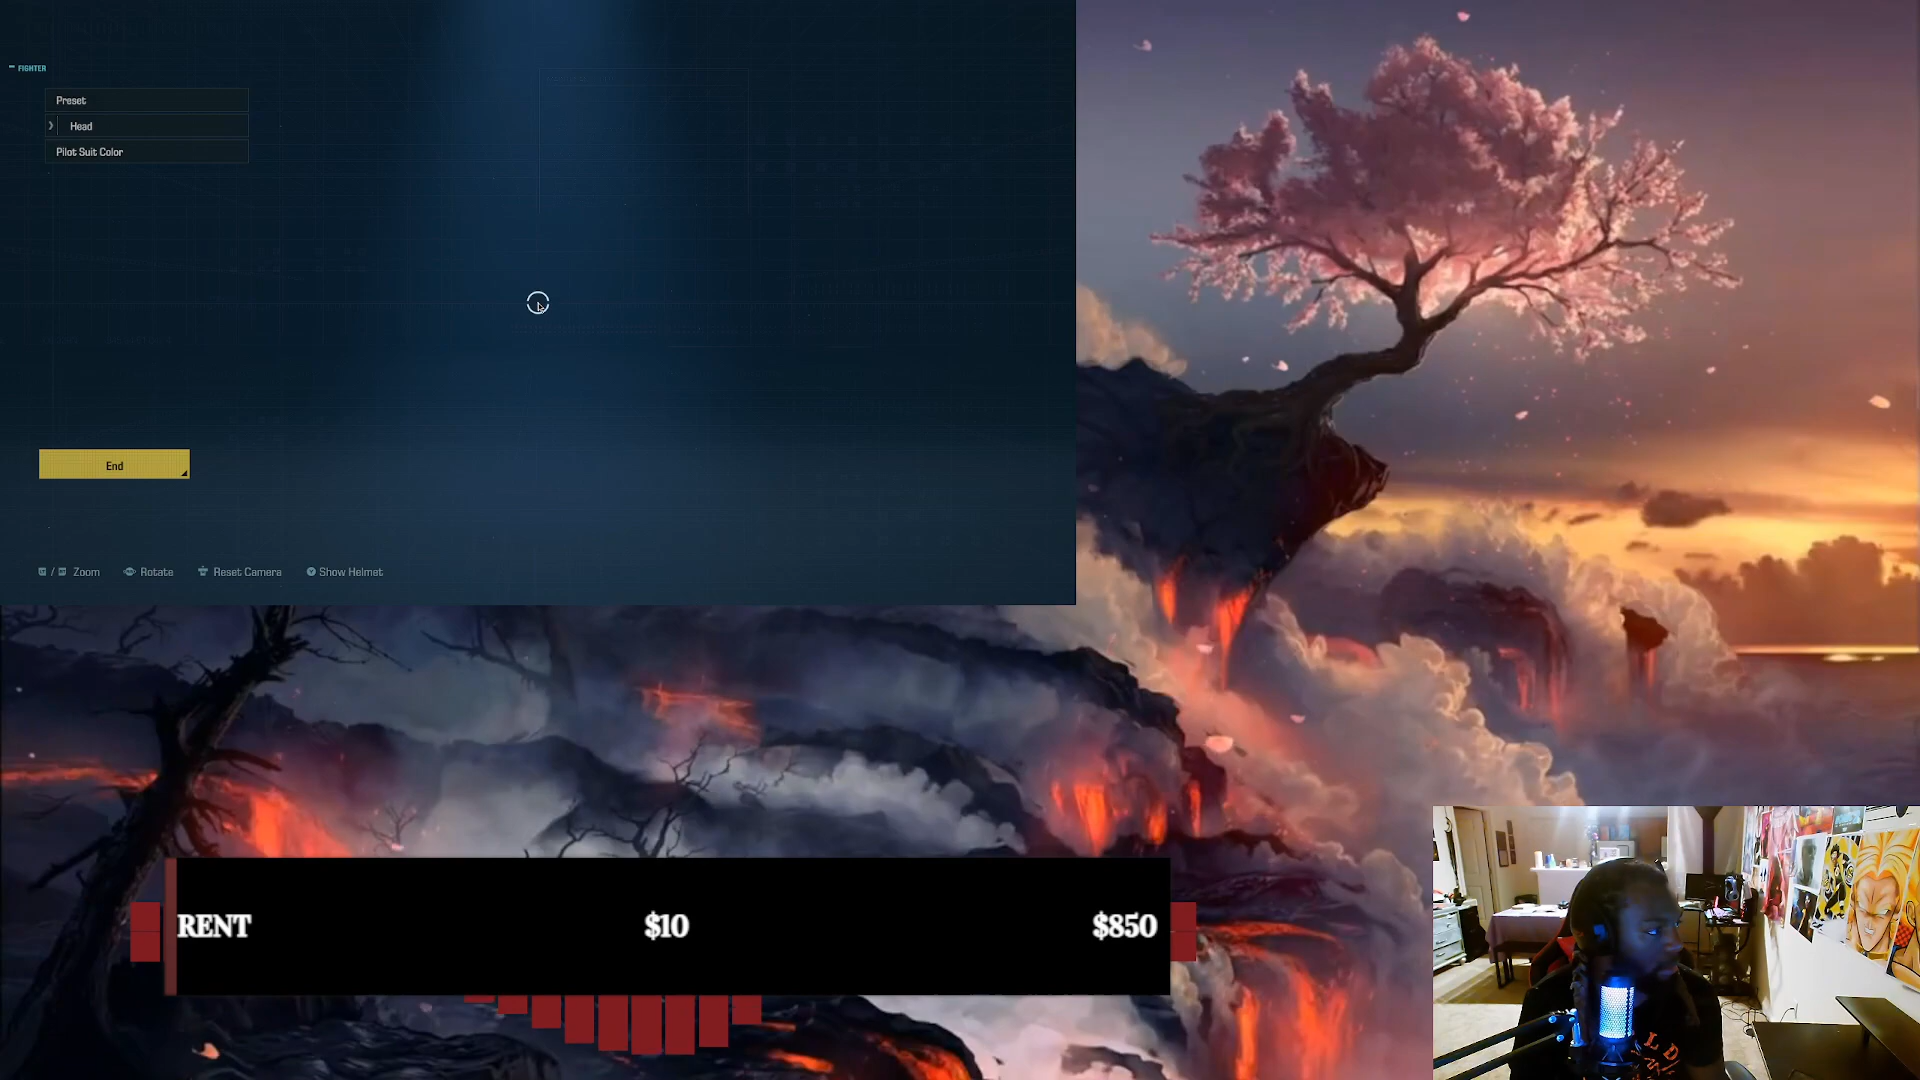 FIGHTER
Preset
Head
Pilot Suit Color
End
/ Zoom Rotate Reset Camera Show Helmet
RENT $10 $850